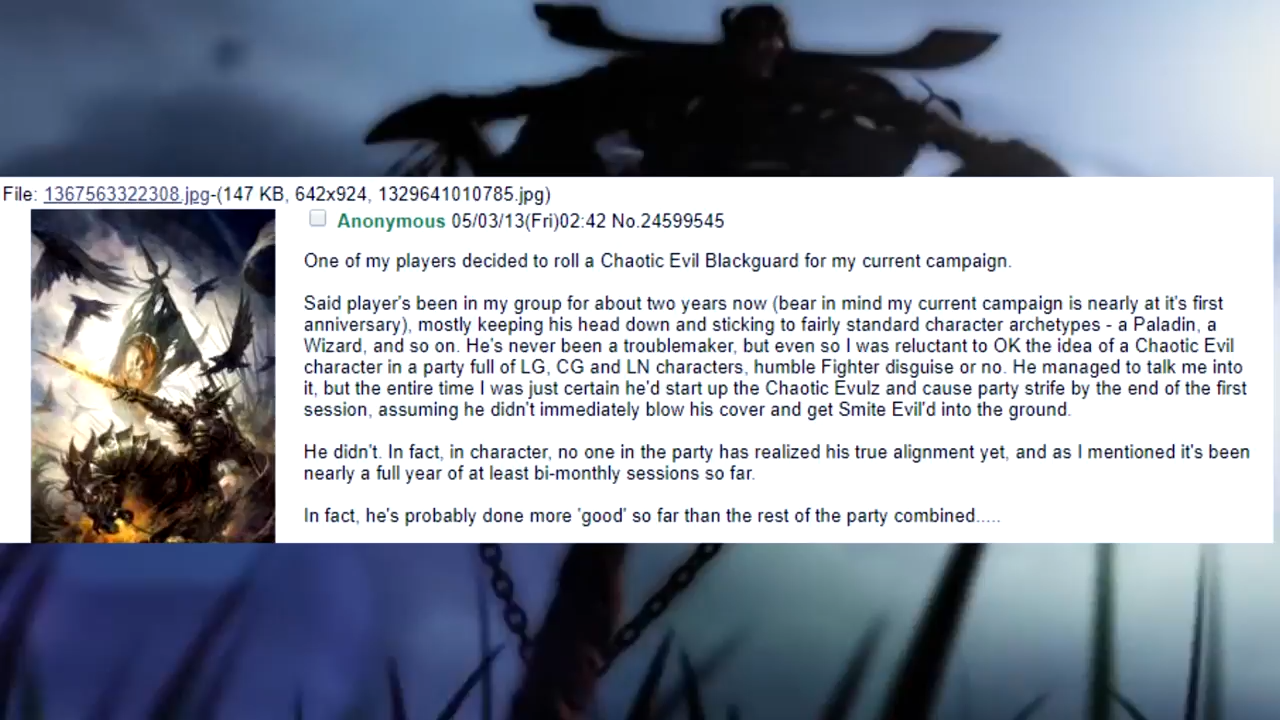 File: 1367563322308.jpg-(147 KB, 642x924, 1329641010785.jpg)
Anonymous 05/03/13(Fri)02:42 No.24599545
One of my players decided to roll a Chaotic Evil Blackguard for my current campaign.
Said player's been in my group for about two years now (bear in mind my current campaign is nearly at it's first
anniversary), mostly keeping his head down and sticking to fairly standard character archetypes - a Paladin, a
Wizard, and so on. He's never been a troublemaker, but even so I was reluctant to OK the idea of a Chaotic Evil
character in a party full of LG, CG and LN characters, humble Fighter disguise or no. He managed to talk me into
it, but the entire time I was just certain he'd start up the Chaotic Evulz and cause party strife by the end of the first
session, assuming he didn't immediately blow his cover and get Smite Evil'd into the ground.
He didn't. In fact, in character, no one in the party has realized his true alignment yet, and as I mentioned it's been
nearly a full year of at least bi-monthly sessions so far.
In fact, he's probably done more 'good' so far than the rest of the party combined.....